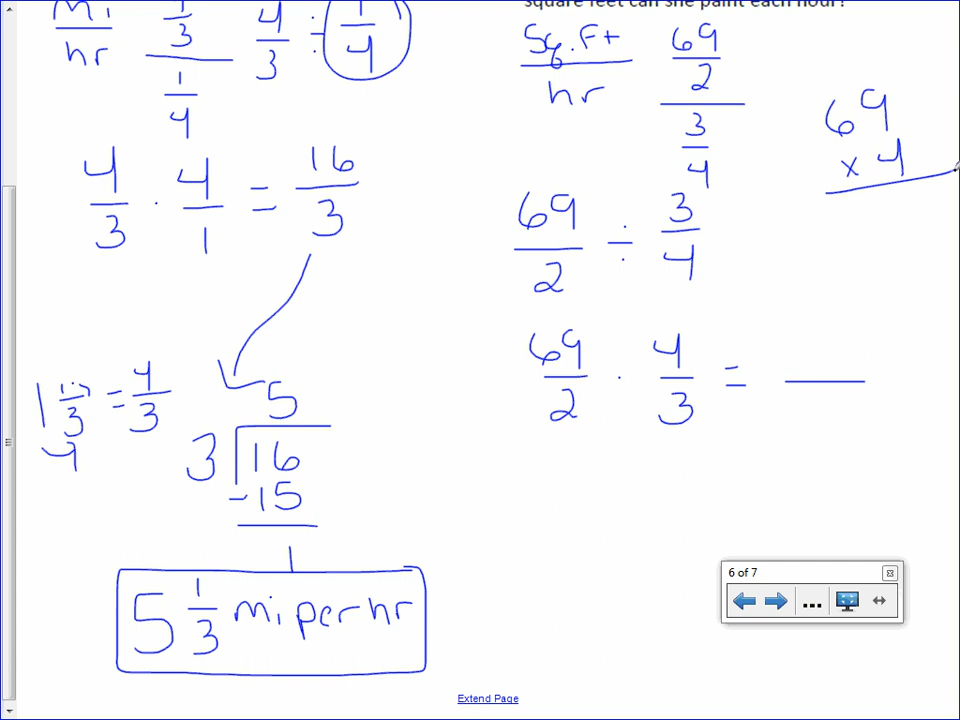 square feet can she paint each hour?
mi/hr
1/3
1/4
4/3 ÷ 1/4
4/3 · 4/1 = 16/3
1 1/3 = 4/3
4
5
3 16
-15
1
5 1/3 mi per hr
Sq.Ft/hr
69/2
3/4
69
x 4
69/2 ÷ 3/4
69/2 · 4/3 =
6 of 7
...
Extend Page